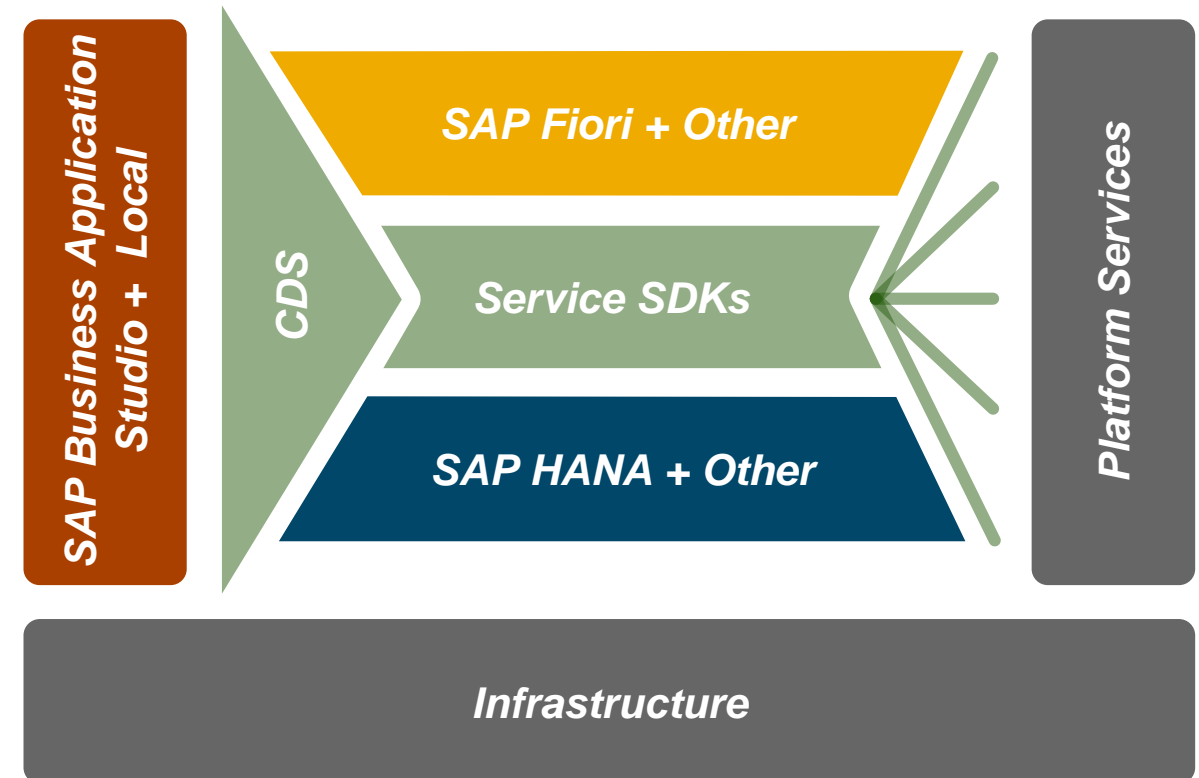 SAP Business Application
Studio + Local
CDS
SAP Fiori + Other
Service SDKs
SAP HANA + Other
Platform Services
Infrastructure